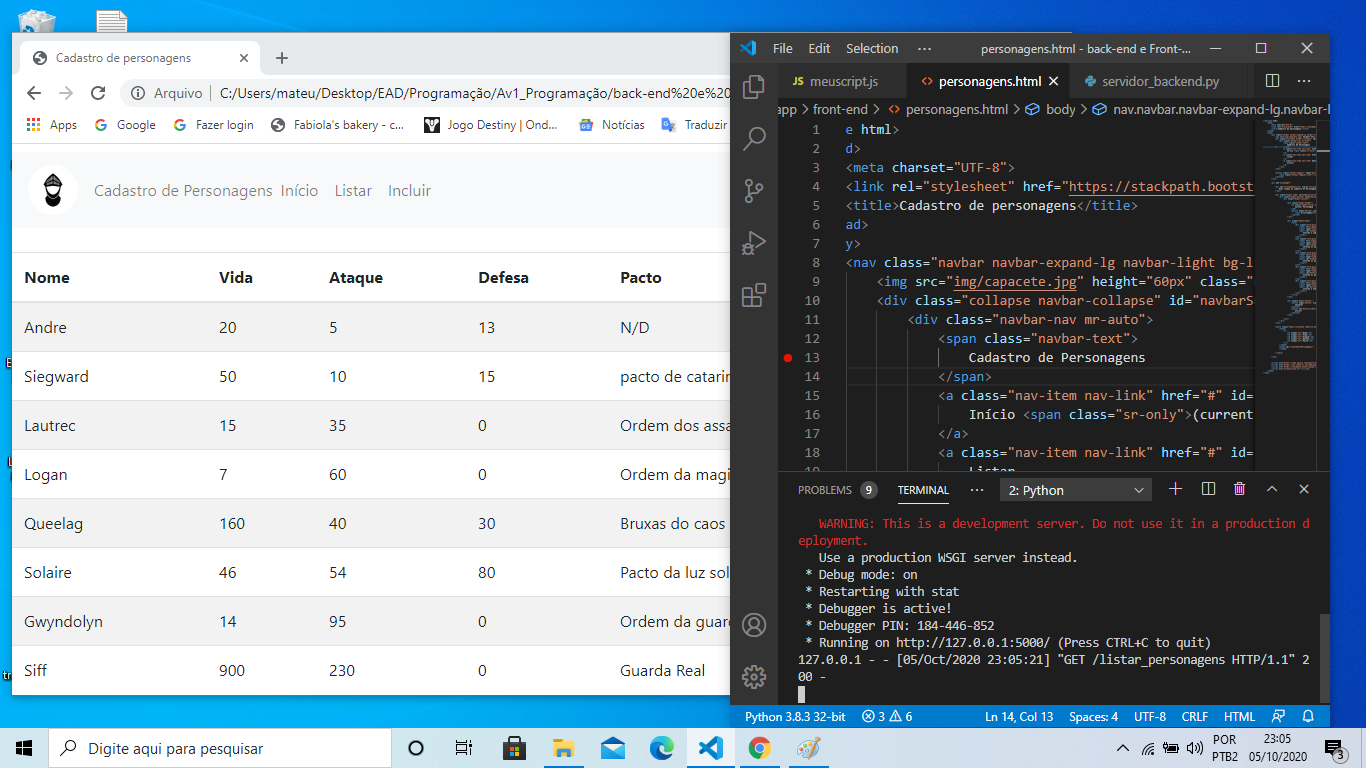 Cadastro de personagens
Arquivo
C:/Users/mateu/Desktop/EAD/Programação/Av1_Programação/back-end%20e%20
Apps
Google
Fazer login
Fabiola's bakery - c...
Jogo Destiny | Ond...
Notícias
Traduzir
Cadastro de Personagens Início Listar Incluir
Nome Vida Ataque Defesa Pacto
Andre 20 5 13 N/D
Siegward 50 10 15 pacto de catarin
Lautrec 15 35 0 Ordem dos assa
Logan 7 60 0 Ordem da magi
Queelag 160 40 30 Bruxas do caos
Solaire 46 54 80 Pacto da luz sol
Gwyndolyn 14 95 0 Ordem da guard
Siff 900 230 0 Guarda Real
File Edit Selection ··· personagens.html - back-end e Front-...
JS meuscript.js <> personagens.html servidor_backend.py ···
app > front-end > <> personagens.html > body > nav.navbar.navbar-expand-lg.navbar-l
1 e html>
2 d>
3 <meta charset="UTF-8">
4 <link rel="stylesheet" href="https://stackpath.bootst
5 <title>Cadastro de personagens</title>
6 ad>
7 y>
8 <nav class="navbar navbar-expand-lg navbar-light bg-l
9 <img src="img/capacete.jpg" height="60px" class="
10 <div class="collapse navbar-collapse" id="navbarS
11 <div class="navbar-nav mr-auto">
12 <span class="navbar-text">
13 Cadastro de Personagens
14 </span>
15 <a class="nav-item nav-link" href="#" id=
16 Início <span class="sr-only">(current
17 </a>
18 <a class="nav-item nav-link" href="#" id=
19 Listar
PROBLEMS 9 TERMINAL ··· 2: Python
WARNING: This is a development server. Do not use it in a production d
eployment.
Use a production WSGI server instead.
* Debug mode: on
* Restarting with stat
* Debugger is active!
* Debugger PIN: 184-446-852
* Running on http://127.0.0.1:5000/ (Press CTRL+C to quit)
127.0.0.1 - - [05/Oct/2020 23:05:21] "GET /listar_personagens HTTP/1.1" 2
00 -
Python 3.8.3 32-bit 3 6 Ln 14, Col 13 Spaces: 4 UTF-8 CRLF HTML
Digite aqui para pesquisar
POR
PTB2
23:05
05/10/2020
3